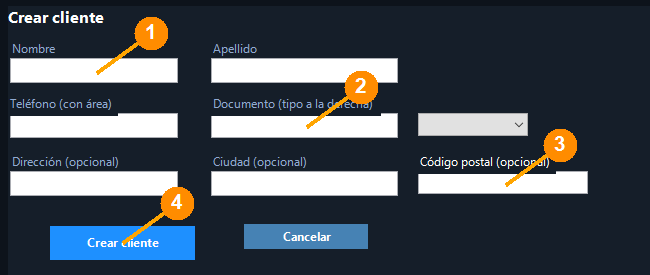 Crear cliente
1
Nombre
Apellido
2
Teléfono (con área)
Documento (tipo a la derecha)
3
Dirección (opcional)
Ciudad (opcional)
Código postal (opcional)
4
Crear cliente
Cancelar